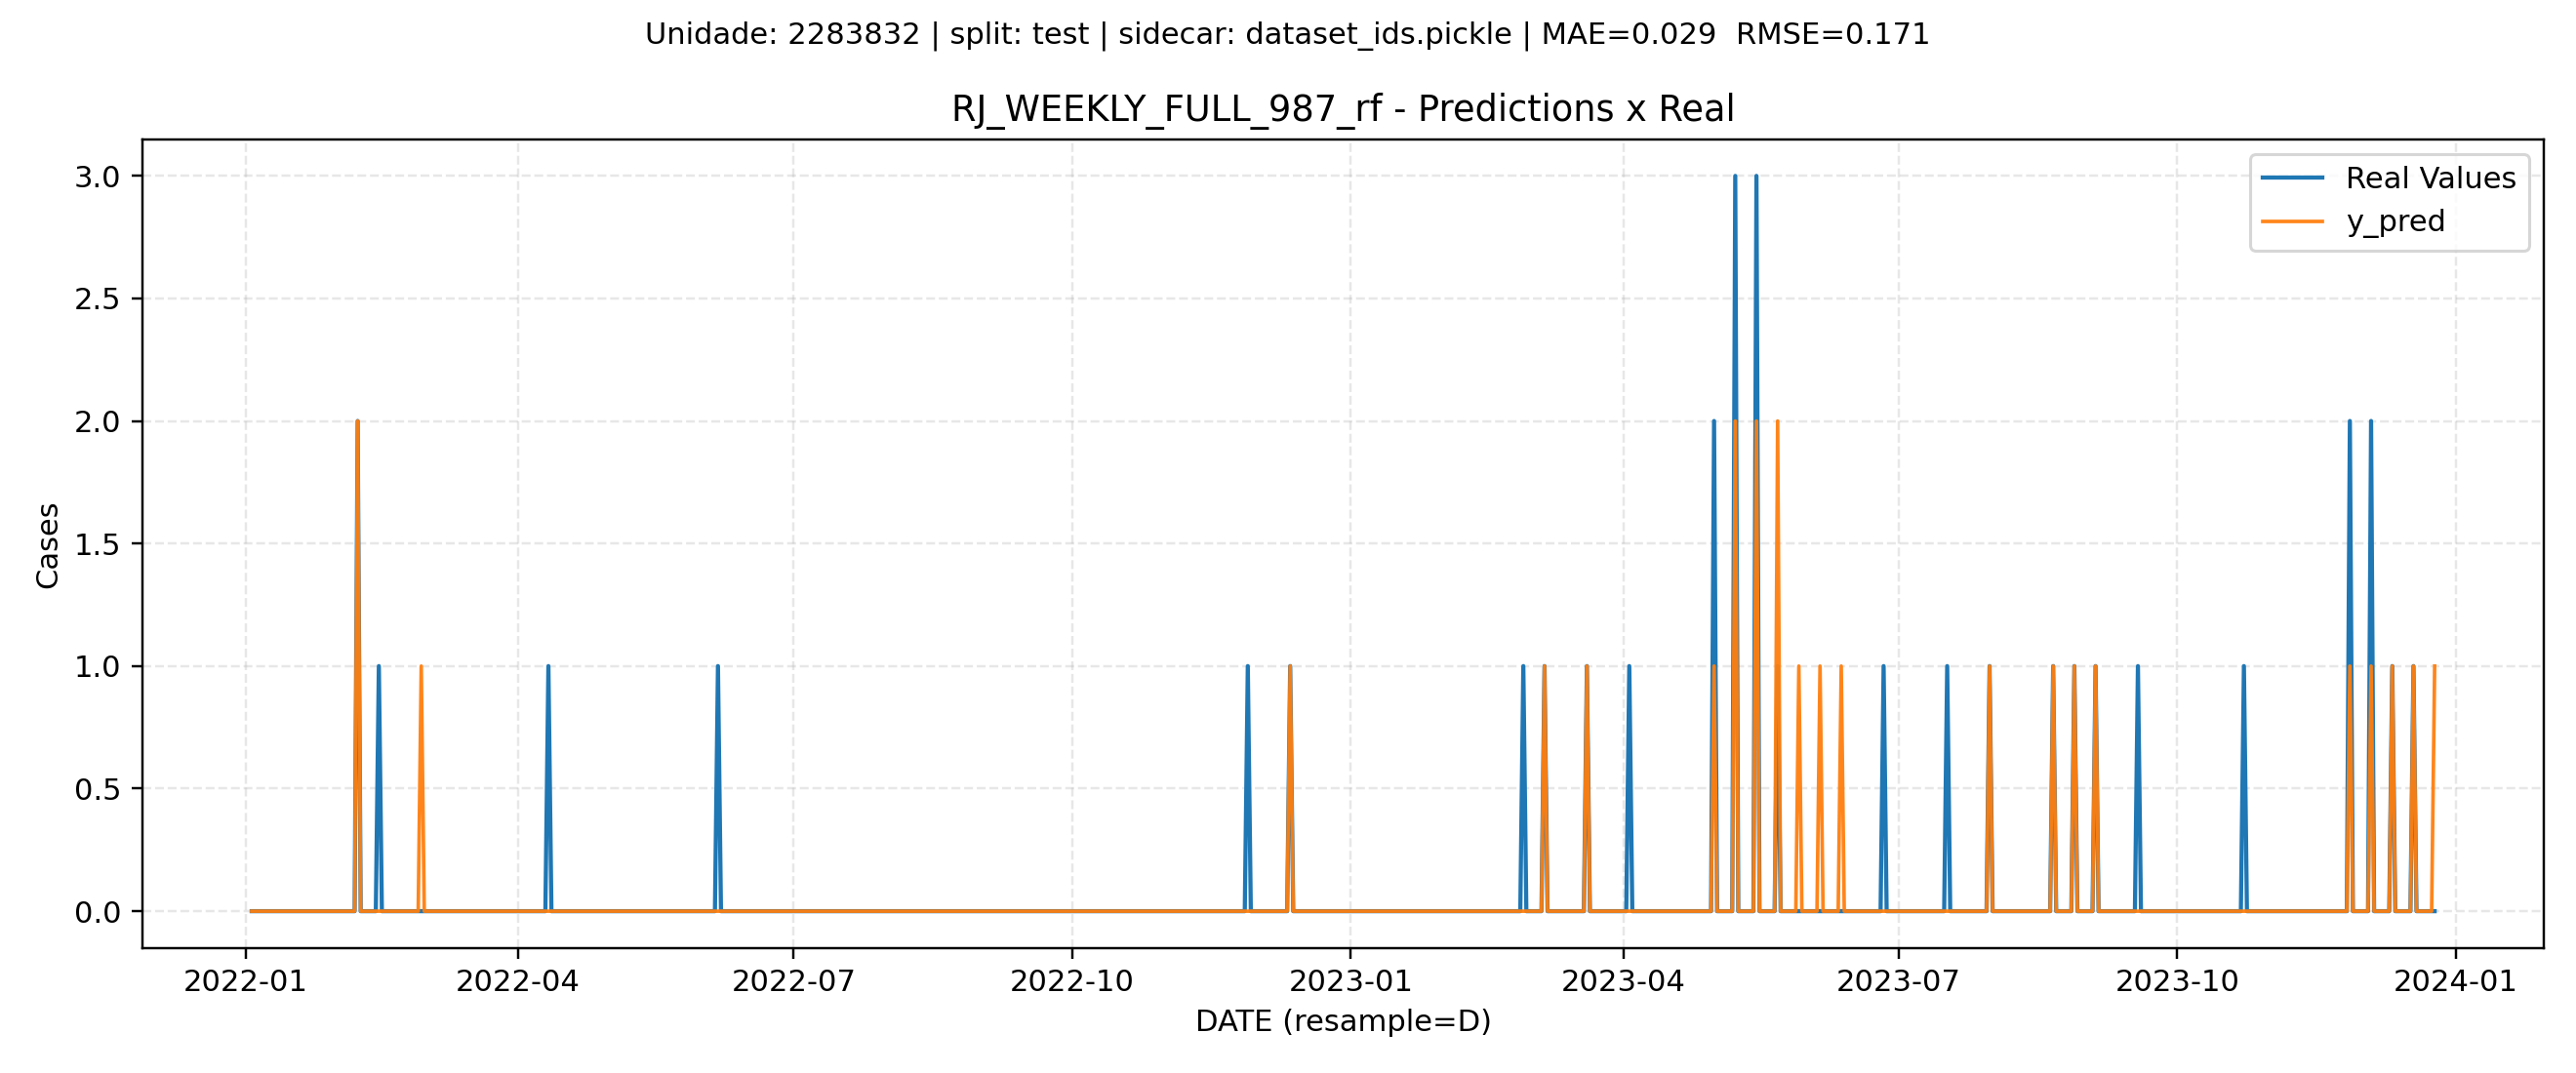 Unidade: 2283832 | split: test | sidecar: dataset_ids.pickle | MAE=0.029  RMSE=0.171
RJ_WEEKLY_FULL_987_rf - Predictions x Real
Real Values
y_pred
Cases
3.0
2.5
2.0
1.5
1.0
0.5
0.0
2022-01
2022-04
2022-07
2022-10
2023-01
2023-04
2023-07
2023-10
2024-01
DATE (resample=D)